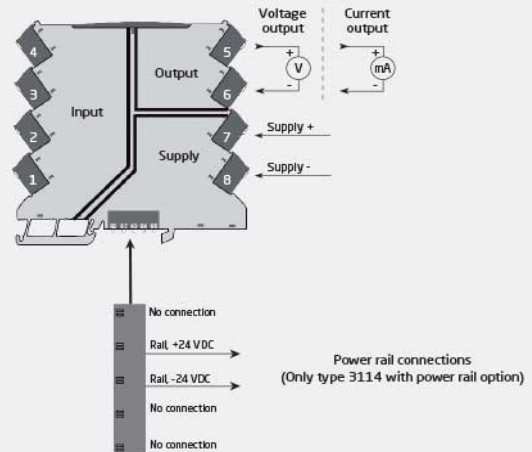 Voltage output
Current output
4
3
2
1
Input
Output
Supply
5
6
7
8
+
V
-
+
mA
-
Supply +
Supply -
No connection
Rail, +24 VDC
Rail, -24 VDC
No connection
No connection
Power rail connections
(Only type 3114 with power rail option)